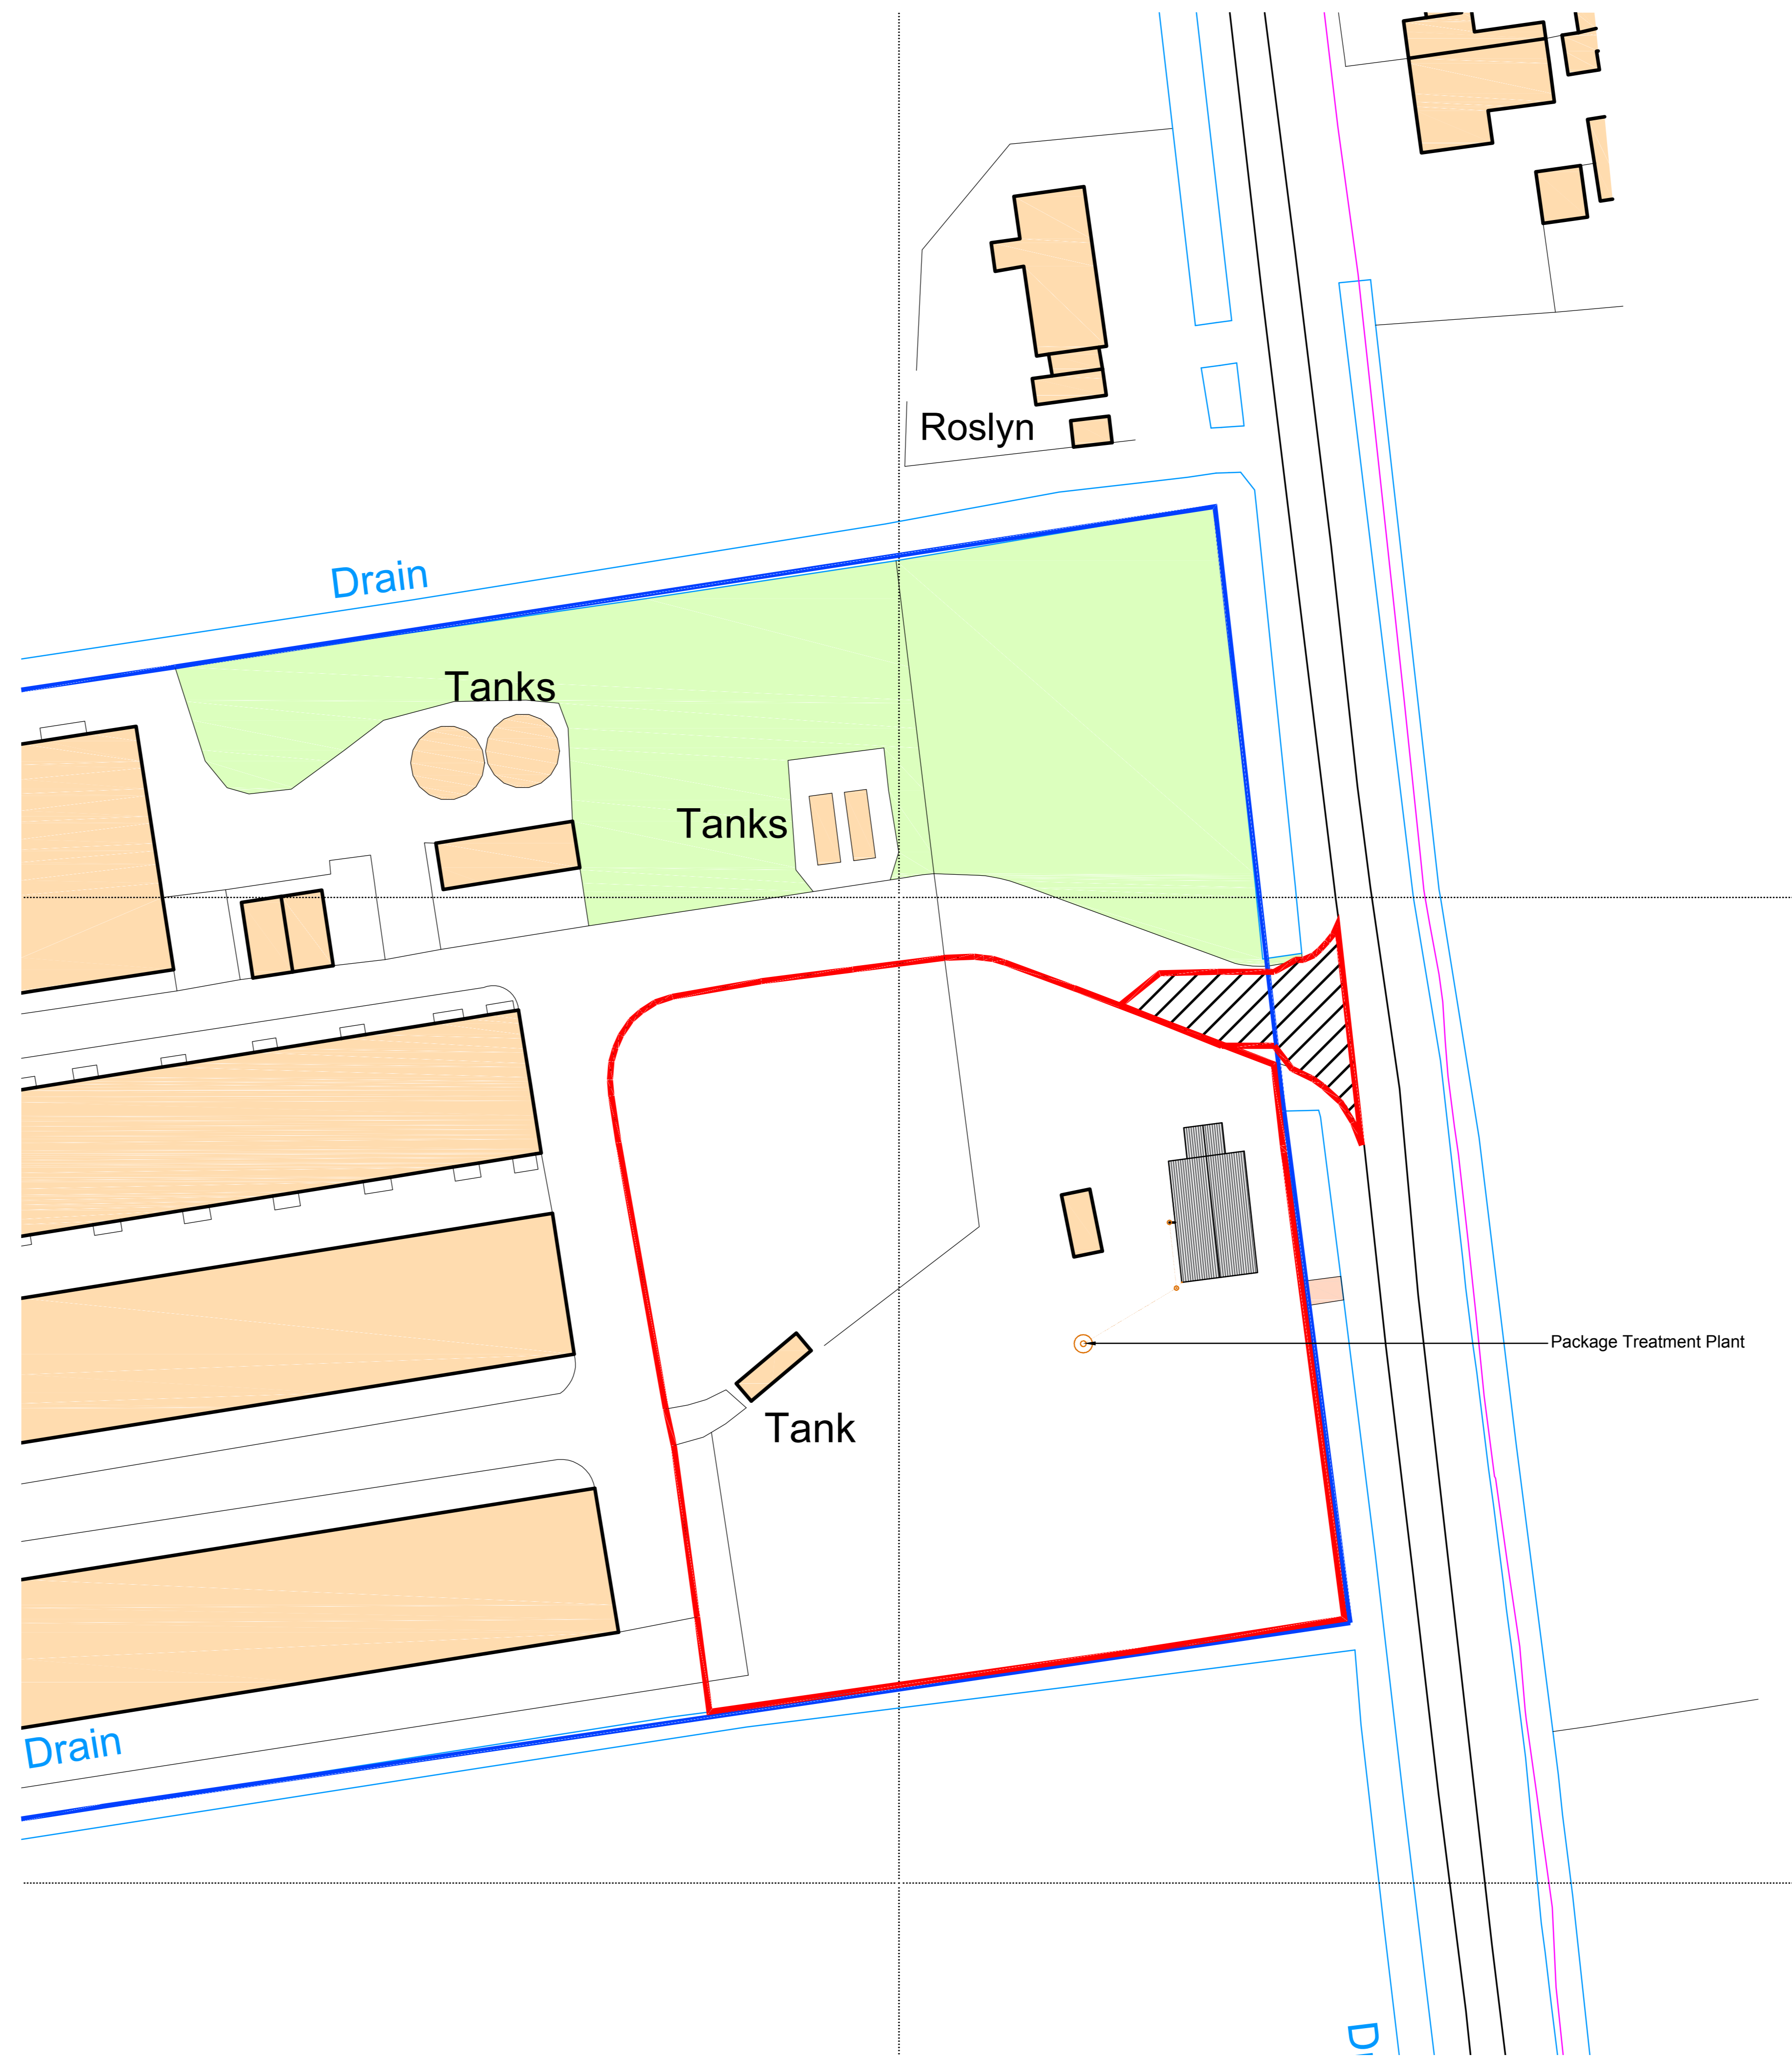 Roslyn
Drain
Tanks
Tanks
Package Treatment Plant
Tank
Drain